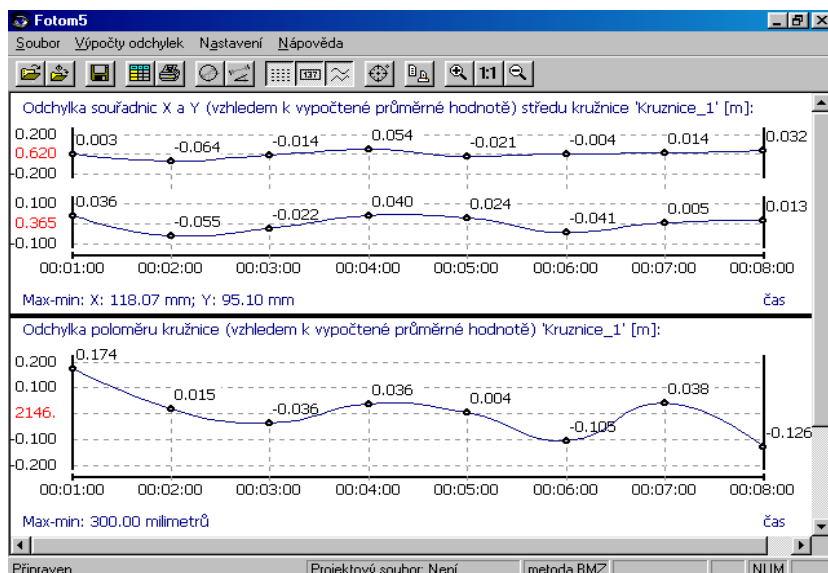 Fotom5
Soubor Výpočty odchylek Nastavení Nápověda
137 1:1
Odchylka souřadnic X a Y (vzhledem k vypočtené průměrné hodnotě) středu kružnice 'Kruznice_1' [m]:
0.200 0.003 -0.064 -0.014 0.054 -0.021 -0.004 0.014 0.032
0.620
-0.200
0.100 0.036 -0.055 -0.022 0.040 0.024 -0.041 0.005 0.013
0.365
-0.100
00:01:00 00:02:00 00:03:00 00:04:00 00:05:00 00:06:00 00:07:00 00:08:00
Max-min: X: 118.07 mm; Y: 95.10 mm čas
Odchylka poloměru kružnice (vzhledem k vypočtené průměrné hodnotě) 'Kruznice_1' [m]:
0.200 0.174
0.100 0.015 -0.036 0.036 0.004 -0.105 0.038 -0.126
2146.
-0.100
-0.200
00:01:00 00:02:00 00:03:00 00:04:00 00:05:00 00:06:00 00:07:00 00:08:00
Max-min: 300.00 milimetrů čas
Připraven Projektový soubor: Není metoda BMZ NUM